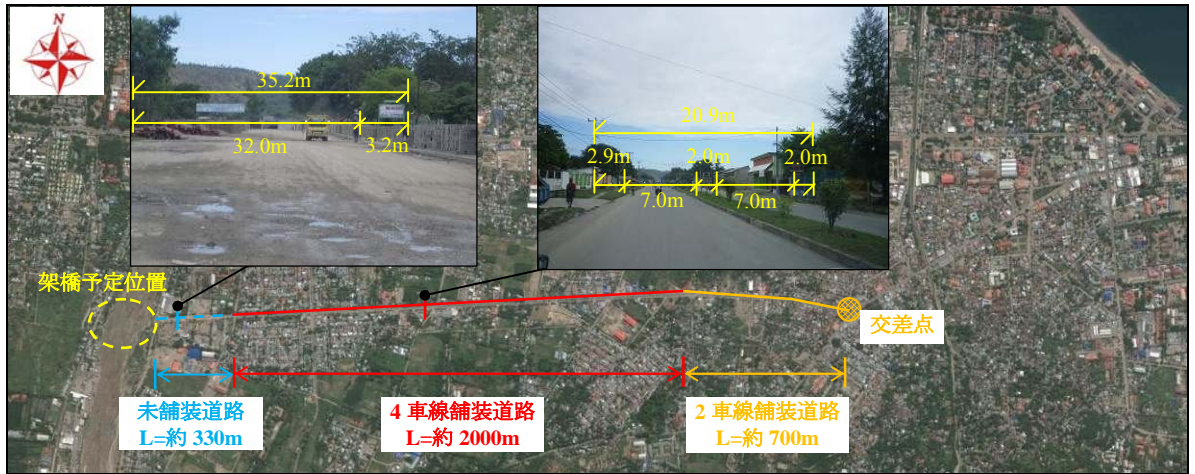 N
35.2m
32.0m
3.2m
20.9m
2.9m
2.0m
2.0m
7.0m
7.0m
架橋予定位置
交差点
未舗装道路
L=約 330m
4 車線舗装道路
L=約 2000m
2 車線舗装道路
L=約 700m